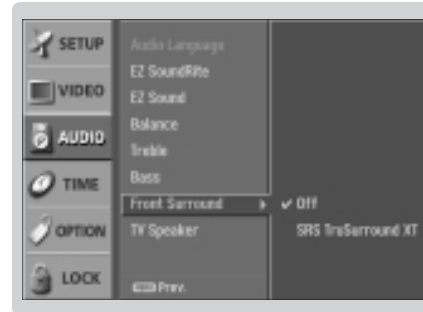 SETUP
VIDEO
AUDIO
TIME
OPTION
LOCK
Audio Language
EZ SoundRite
EZ Sound
Balance
Treble
Bass
Front Surround
TV Speaker
Prev.
Off
SRS TruSurround XT